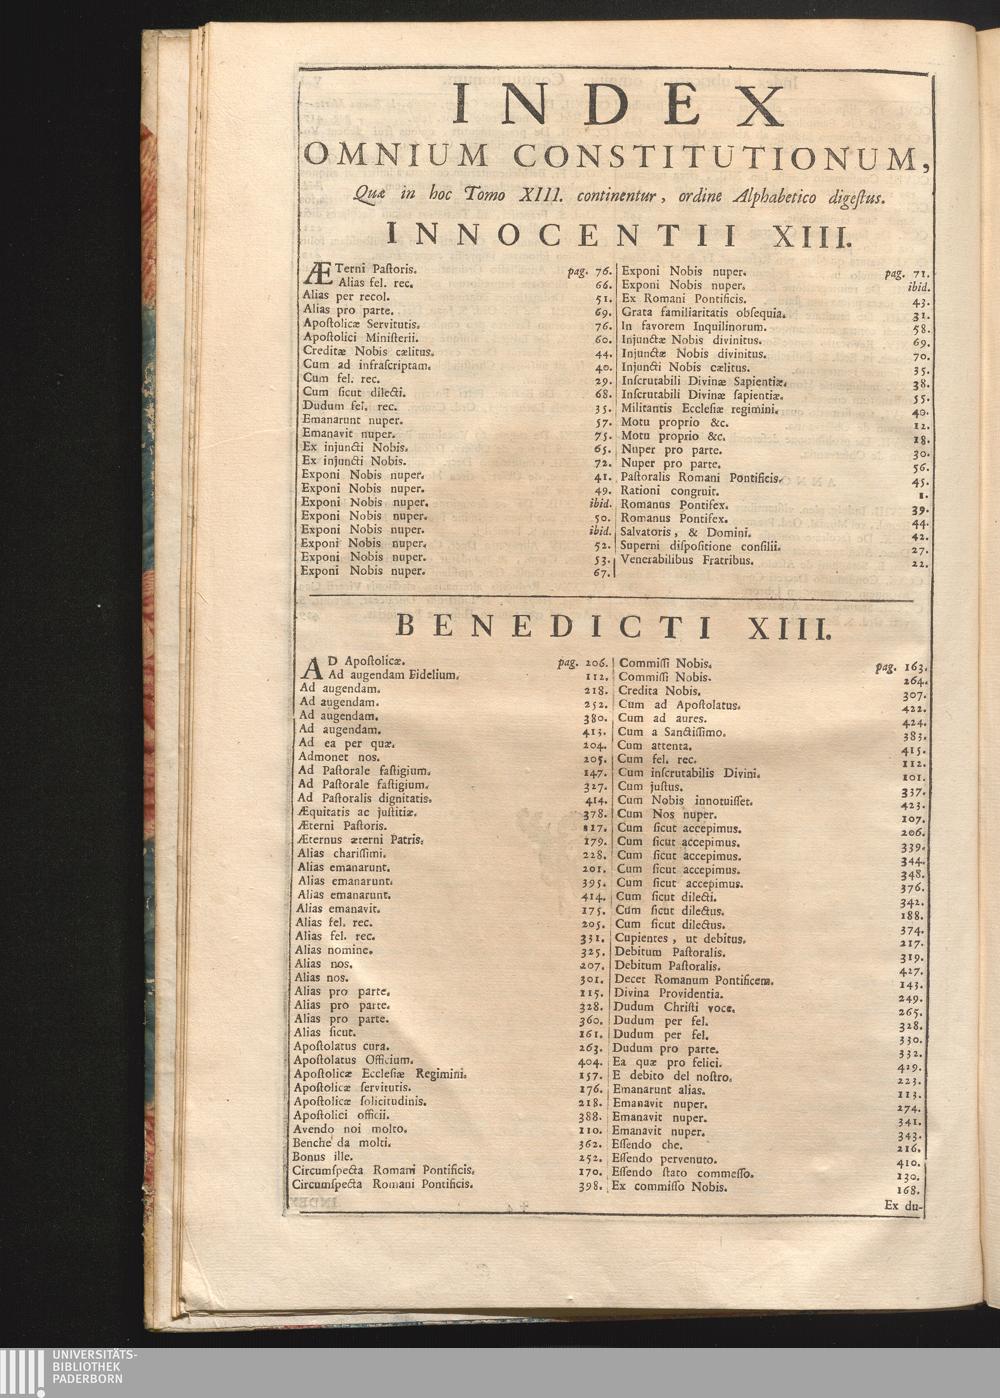 INDEX
OMNIUM CONSTITUTIONUM,
Quæ in hoc Tomo XIII. continentur, ordine Alphabetico digeſtus.
INNOCENTII XIII.
ÆTerni Paſtoris. pag. 76.
Alias fel. rec. 66.
Alias per recol. 51.
Alias pro parte. 69.
Apoſtolicæ Servitutis. 76.
Apoſtolici Miniſterii. 60.
Creditæ Nobis cælitus. 44.
Cum ad infraſcriptam. 40.
Cum fel. rec. 29.
Cum ſicut dilecti. 68.
Dudum fel. rec. 35.
Emanarunt nuper. 57.
Emanavit nuper. 75.
Ex injuncti Nobis. 65.
Ex injuncti Nobis. 72.
Exponi Nobis nuper. 41.
Exponi Nobis nuper. 49.
Exponi Nobis nuper. ibid.
Exponi Nobis nuper. 50.
Exponi Nobis nuper. ibid.
Exponi Nobis nuper. 52.
Exponi Nobis nuper. 53.
Exponi Nobis nuper. 67.
Exponi Nobis nuper. pag. 71.
Exponi Nobis nuper. ibid.
Ex Romani Pontificis. 43.
Grata familiaritatis obſequia. 31.
In favorem Inquilinorum. 58.
Injunctæ Nobis divinitus. 69.
Injunctæ Nobis divinitus. 70.
Injuncti Nobis cælitus. 35.
Inſcrutabili Divinæ Sapientiæ. 38.
Inſcrutabili Divinæ ſapientiæ. 55.
Militantis Eccleſiæ regimini. 40.
Motu proprio &c. 12.
Motu proprio &c. 18.
Nuper pro parte. 30.
Nuper pro parte. 56.
Paſtoralis Romani Pontificis. 45.
Rationi congruit. 1.
Romanus Pontifex. 39.
Romanus Pontifex. 44.
Salvatoris, & Domini. 42.
Superni diſpoſitione conſilii. 27.
Venerabilibus Fratribus. 22.
BENEDICTI XIII.
AD Apoſtolicæ. pag. 206.
Ad augendam Fidelium. 112.
Ad augendam. 218.
Ad augendam. 252.
Ad augendam. 380.
Ad augendam. 413.
Ad ea per quæ. 204.
Admonet nos. 205.
Ad Paſtorale faſtigium. 147.
Ad Paſtorale faſtigium. 327.
Ad Paſtoralis dignitatis. 414.
Æquitatis ac juſtitiæ. 378.
Æterni Paſtoris. 117.
Æternus æterni Patris. 179.
Alias chariſſimi. 228.
Alias emanarunt. 201.
Alias emanarunt. 395.
Alias emanarunt. 414.
Alias emanavit. 175.
Alias fel. rec. 205.
Alias fel. rec. 331.
Alias nomine. 325.
Alias nos. 207.
Alias nos. 301.
Alias pro parte. 115.
Alias pro parte. 328.
Alias pro parte. 360.
Alias ſicut. 161.
Apoſtolatus cura. 263.
Apoſtolatus Officium. 404.
Apoſtolicæ Eccleſiæ Regimini. 157.
Apoſtolicæ ſervitutis. 176.
Apoſtolicæ ſolicitudinis. 218.
Apoſtolici officii. 388.
Avendo noi molto. 110.
Benche da molti. 362.
Bonus ille. 252.
Circumſpecta Romani Pontificis. 170.
Circumſpecta Romani Pontificis. 398.
Commiſſi Nobis. pag. 163.
Commiſſi Nobis. 264.
Credita Nobis. 307.
Cum ad Apoſtolatus. 422.
Cum ad aures. 424.
Cum a Sanctiſſimo. 383.
Cum attenta. 415.
Cum fel. rec. 112.
Cum inſcrutabilis Divini. 101.
Cum juſtus. 337.
Cum Nobis innotuiſſet. 423.
Cum Nos nuper. 107.
Cum ſicut accepimus. 206.
Cum ſicut accepimus. 339.
Cum ſicut accepimus. 344.
Cum ſicut accepimus. 348.
Cum ſicut accepimus. 376.
Cum ſicut dilecti. 342.
Cum ſicut dilectus. 188.
Cum ſicut dilectus. 374.
Cupientes, ut debitus. 217.
Debitum Paſtoralis. 319.
Debitum Paſtoralis. 427.
Decet Romanum Pontificem. 143.
Divina Providentia. 249.
Dudum Chriſti voce. 265.
Dudum per fel. 328.
Dudum per fel. 330.
Dudum pro parte. 332.
Ea quæ pro felici. 429.
E debito del noſtro. 223.
Emanarunt alias. 113.
Emanavit nuper. 274.
Emanavit nuper. 341.
Emanavit nuper. 343.
Eſſendo che. 216.
Eſſendo pervenuto. 410.
Eſſendo ſtato commeſſo. 130.
Ex commiſſo Nobis. 168.
Ex du-
UNIVERSITÄTS-
BIBLIOTHEK
PADERBORN